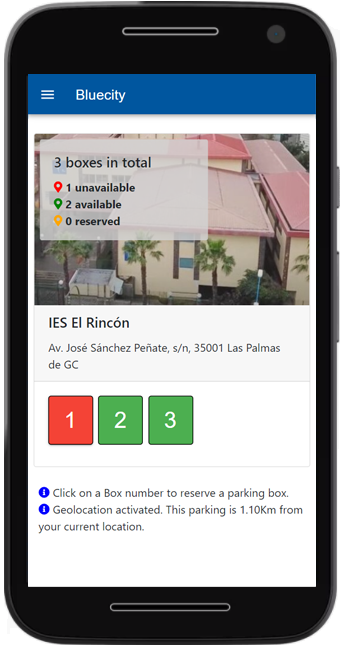 Bluecity
3 boxes in total
1 unavailable
2 available
0 reserved
IES El Rincón
Av. José Sánchez Peñate, s/n, 35001 Las Palmas
de GC
1 2 3
Click on a Box number to reserve a parking box.
Geolocation activated. This parking is 1.10Km from
your current location.